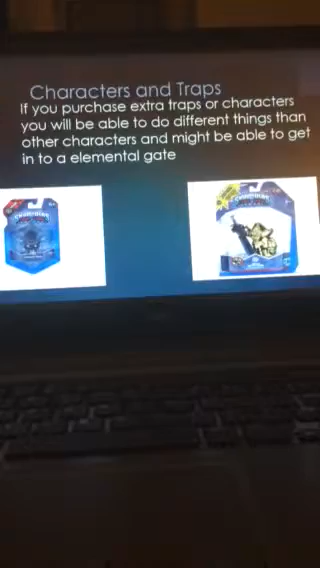 Characters and Traps
If you purchase extra traps or characters
you will be able to do different things than
other characters and might be able to get
in to a elemental gate